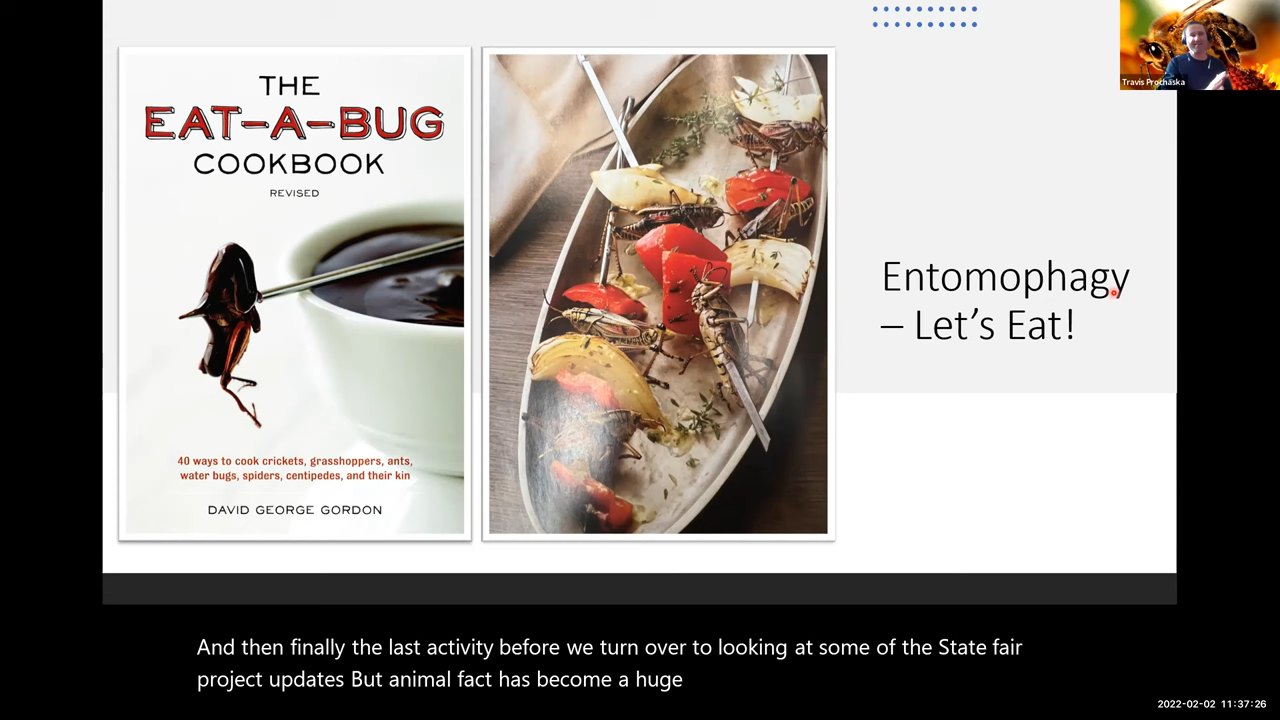 THE
EAT-A-BUG
COOKBOOK
REVISED
40 ways to cook crickets, grasshoppers, ants,
water bugs, spiders, centipedes, and their kin
DAVID GEORGE GORDON
Entomophagy
– Let's Eat!
Travis Prochaska
And then finally the last activity before we turn over to looking at some of the State fair
project updates But animal fact has become a huge
2022-02-02 11:37:26